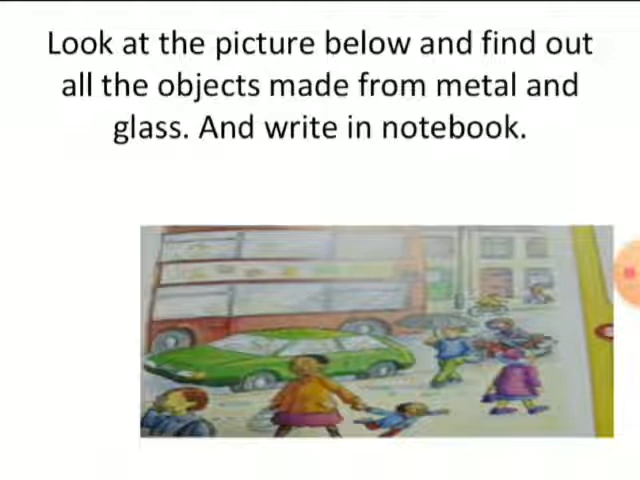 Look at the picture below and find out
all the objects made from metal and
glass. And write in notebook.